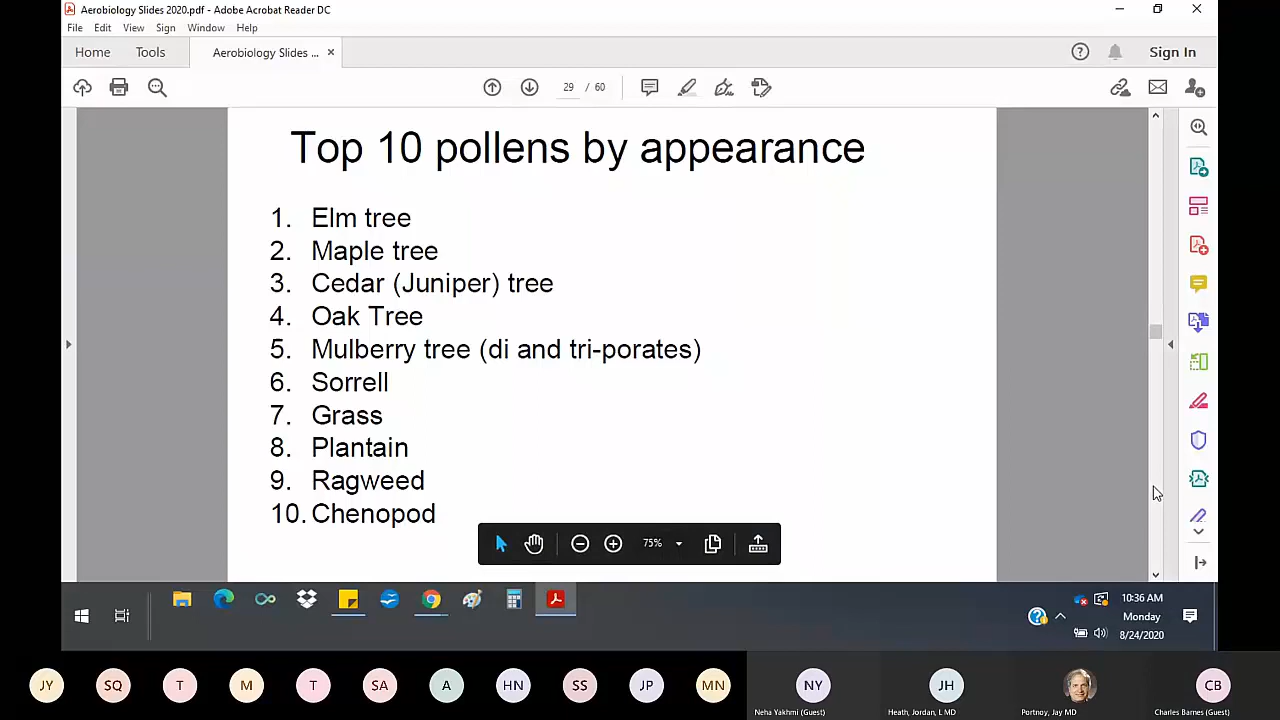 Aerobiology Slides 2020.pdf - Adobe Acrobat Reader DC
File Edit View Sign Window Help
Home Tools Aerobiology Slides ... × Sign In
29 / 60
Top 10 pollens by appearance
1. Elm tree
2. Maple tree
3. Cedar (Juniper) tree
4. Oak Tree
5. Mulberry tree (di and tri-porates)
6. Sorrell
7. Grass
8. Plantain
9. Ragweed
10. Chenopod
75%
10:36 AM
Monday
8/24/2020
JY SQ T M T SA A HN SS JP MN NY JH CB
Neha Yakhmi (Guest) Heath, Jordan, L MD Portnoy, Jay MD Charles Barnes (Guest)